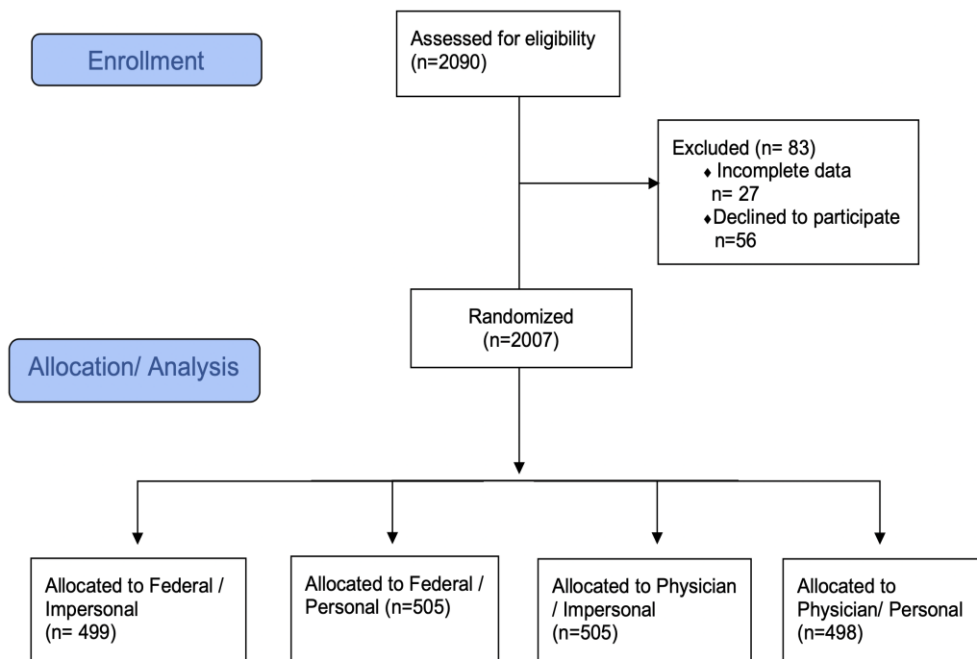 Enrollment
Assessed for eligibility
(n=2090)
Excluded (n= 83)
♦ Incomplete data
n= 27
♦Declined to participate
n=56
Randomized
(n=2007)
Allocation/ Analysis
Allocated to Federal /
Impersonal
(n= 499)
Allocated to Federal /
Personal (n=505)
Allocated to Physician
/ Impersonal
(n=505)
Allocated to
Physician/ Personal
(n=498)